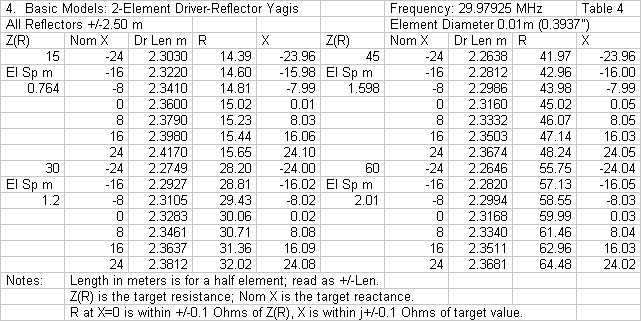 4. Basic Models: 2-Element Driver-Reflector Yagis Frequency: 29.97925 MHz Table 4
All Reflectors +/-2.50 m Element Diameter 0.01m (0.3937")
Z(R) Nom X Dr Len m R X Z(R) Nom X Dr Len m R X
15 -24 2.3030 14.39 -23.96 45 -24 2.2638 41.97 -23.96
El Sp m -16 2.3220 14.60 -15.98 El Sp m -16 2.2812 42.96 -16.00
0.764 -8 2.3410 14.81 -7.99 1.598 -8 2.2986 43.98 -7.99
0 2.3600 15.02 0.01 0 2.3160 45.02 0.05
8 2.3790 15.23 8.03 8 2.3332 46.07 8.05
16 2.3980 15.44 16.06 16 2.3503 47.14 16.03
24 2.4170 15.65 24.10 24 2.3674 48.24 24.05
30 -24 2.2749 28.20 -24.00 60 -24 2.2646 55.75 -24.04
El Sp m -16 2.2927 28.81 -16.02 El Sp m -16 2.2820 57.13 -16.05
1.2 -8 2.3105 29.43 -8.02 2.01 -8 2.2994 58.55 -8.03
0 2.3283 30.06 0.02 0 2.3168 59.99 0.03
8 2.3461 30.71 8.08 8 2.3340 61.46 8.04
16 2.3637 31.36 16.09 16 2.3511 62.96 16.03
24 2.3812 32.02 24.08 24 2.3681 64.48 24.02
Notes: Length in meters is for a half element; read as +/-Len.
Z(R) is the target resistance; Nom X is the target reactance.
R at X=0 is within +/-0.1 Ohms of Z(R), X is within j+/-0.1 Ohms of target value.